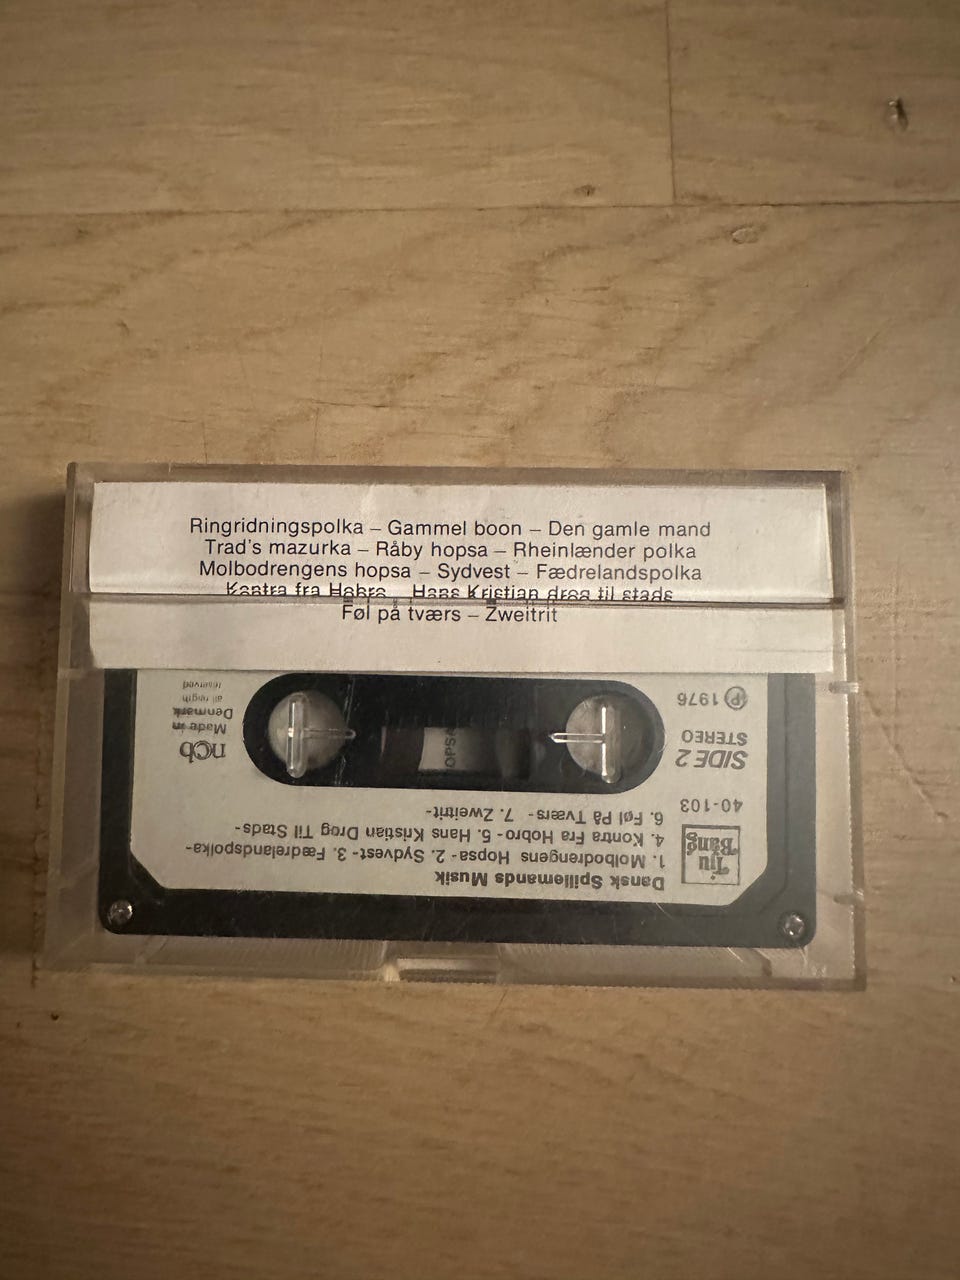 Ringridningspolka – Gammel boon – Den gamle mand
Trad's mazurka – Råby hopsa – Rheinlænder polka
Molbodrengens hopsa – Sydvest – Fædrelandspolka
Kontra fra Hobro – Hans Kristian drog til stads
Føl på tværs – Zweitrit
Tju Bang
Dansk Spillemands Musik
1. Molbodrengens Hopsa - 2. Sydvest - 3. Fædrelandspolka -
4. Kontra Fra Hobro - 5. Hans Kristian Drog Til Stads -
6. Føl På Tværs - 7. Zweitrit -
40-103
SIDE 2
STEREO
Ⓟ 1976
nCb
Made in
Denmark
all
reserved